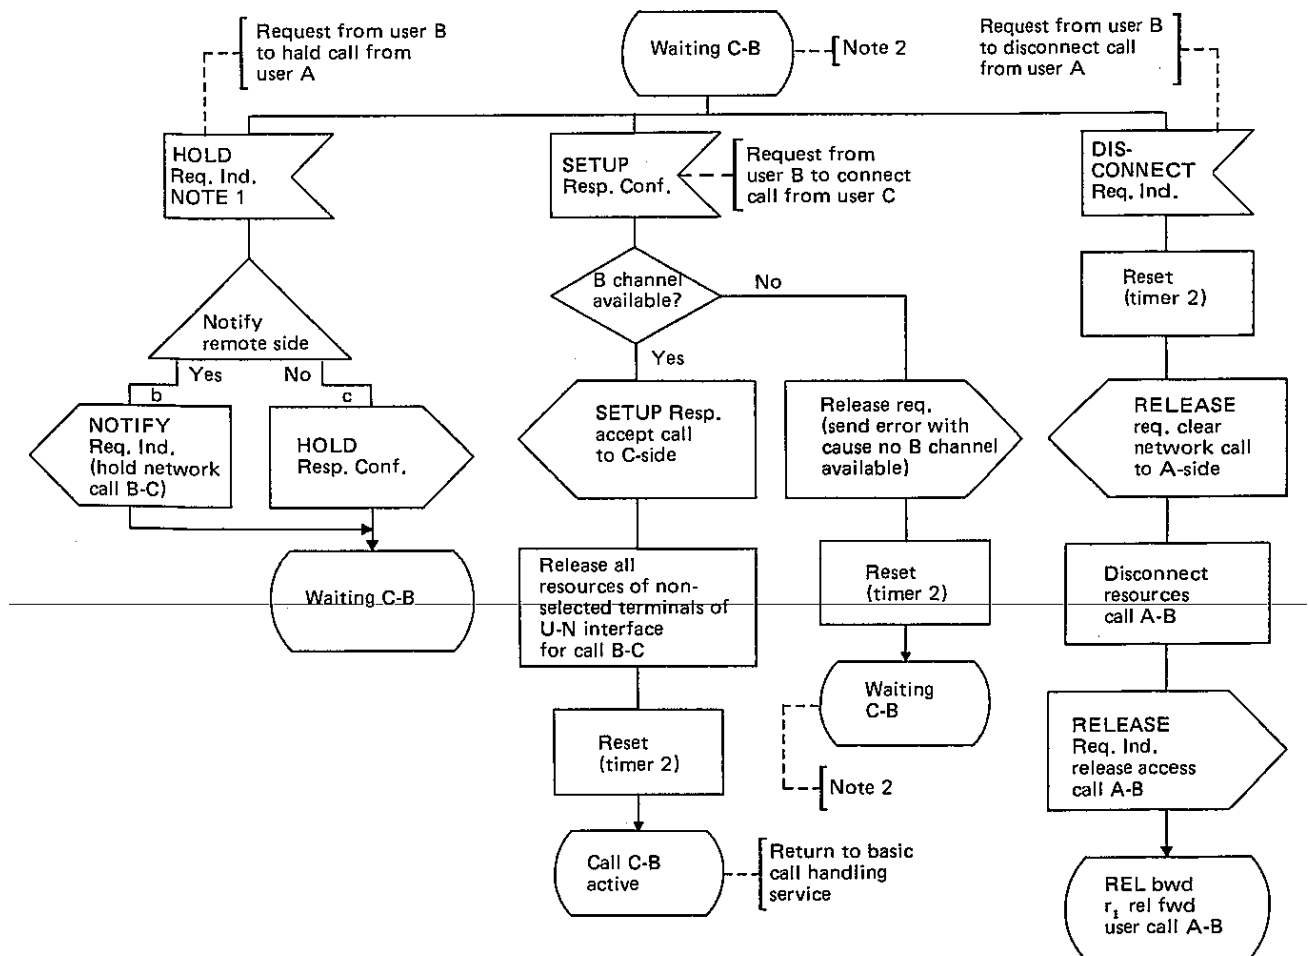 Request from user B
to hald call from
user A
Waiting C-B
Note 2
Request from user B
to disconnect call
from user A
HOLD
Req. Ind.
NOTE 1
SETUP
Resp. Conf.
Request from
user B to connect
call from user C
DIS-
CONNECT
Req. Ind.
Notify
remote side
Yes
No
b
c
B channel
available?
No
Yes
Reset
(timer 2)
NOTIFY
Req. Ind.
(hold network
call B-C)
HOLD
Resp. Conf.
SETUP Resp.
accept call
to C-side
Release req.
(send error with
cause no B channel
available)
RELEASE
req. clear
network call
to A-side
Waiting C-B
Release all
resources of non-
selected terminals of
U-N interface
for call B-C
Reset
(timer 2)
Disconnect
resources
call A-B
Waiting
C-B
Note 2
Reset
(timer 2)
RELEASE
Req. Ind.
release access
call A-B
Call C-B
active
Return to basic
call handling
service
REL bwd
r₁ rel fwd
user call A-B